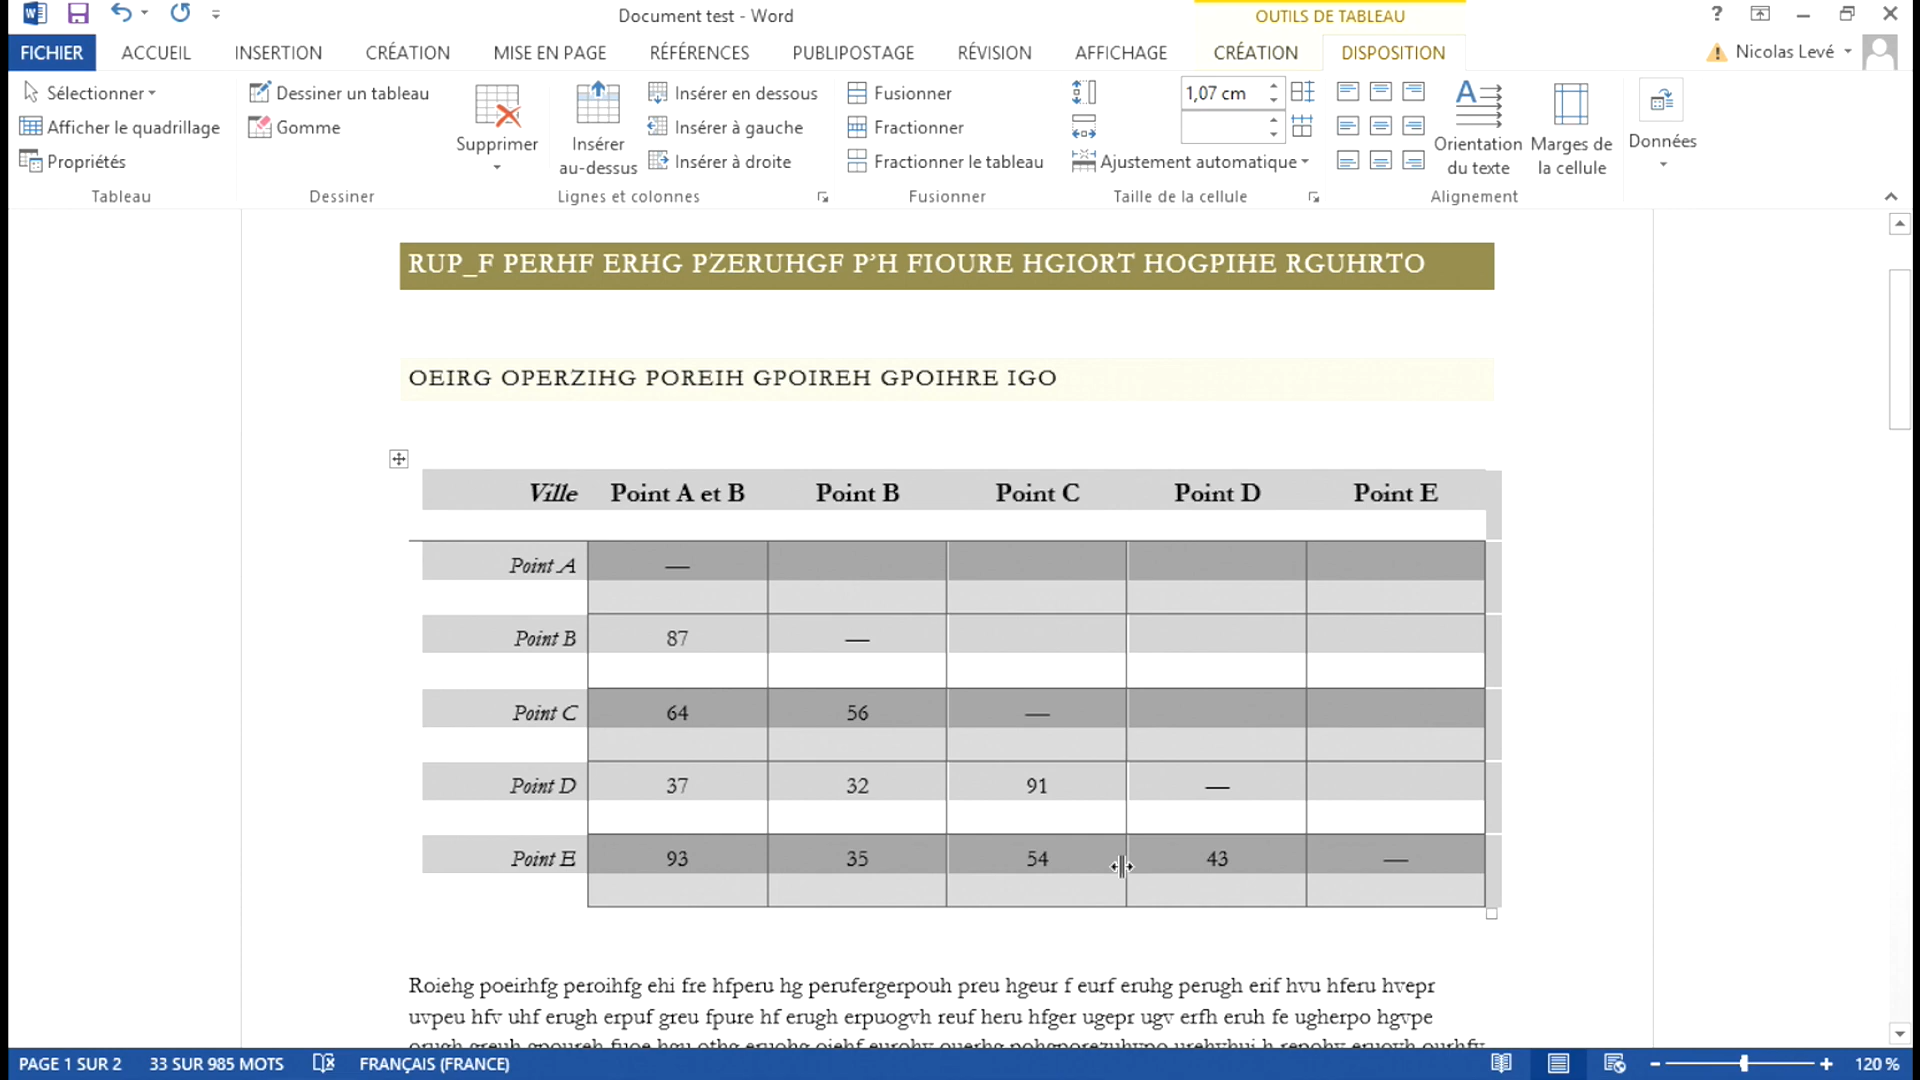 Document test - Word
OUTILS DE TABLEAU
?
FICHIER ACCUEIL INSERTION CRÉATION MISE EN PAGE RÉFÉRENCES PUBLIPOSTAGE RÉVISION AFFICHAGE CRÉATION DISPOSITION Nicolas Levé
Sélectionner
Afficher le quadrillage
Propriétés
Tableau
Dessiner un tableau
Gomme
Dessiner
Supprimer
Insérer
au-dessus
Insérer en dessous
Insérer à gauche
Insérer à droite
Lignes et colonnes
Fusionner
Fractionner
Fractionner le tableau
Fusionner
1,07 cm
Ajustement automatique
Taille de la cellule
Orientation
du texte
Marges de
la cellule
Alignement
Données
RUP_F PERHF ERHG PZERUHGF P’H FIOURE HGIORT HOGPIHE RGUHRTO
OEIRG OPERZIHG POREIH GPOIREH GPOIHRE IGO
Ville Point A et B Point B Point C Point D Point E
Point A —
Point B 87 —
Point C 64 56 —
Point D 37 32 91 —
Point E 93 35 54 43 —
Roiehg poeirhfg peroihfg ehi fre hfperu hg perufergerpouh preu hgeur f eurf eruhg perugh erif hvu hferu hvepr
uvpeu hfv uhf erugh erpuf greu fpure hf erugh erpuogvh reuf heru hfger ugepr ugv erfh eruh fe ugherpo hgvpe
PAGE 1 SUR 2 33 SUR 985 MOTS FRANÇAIS (FRANCE) 120 %